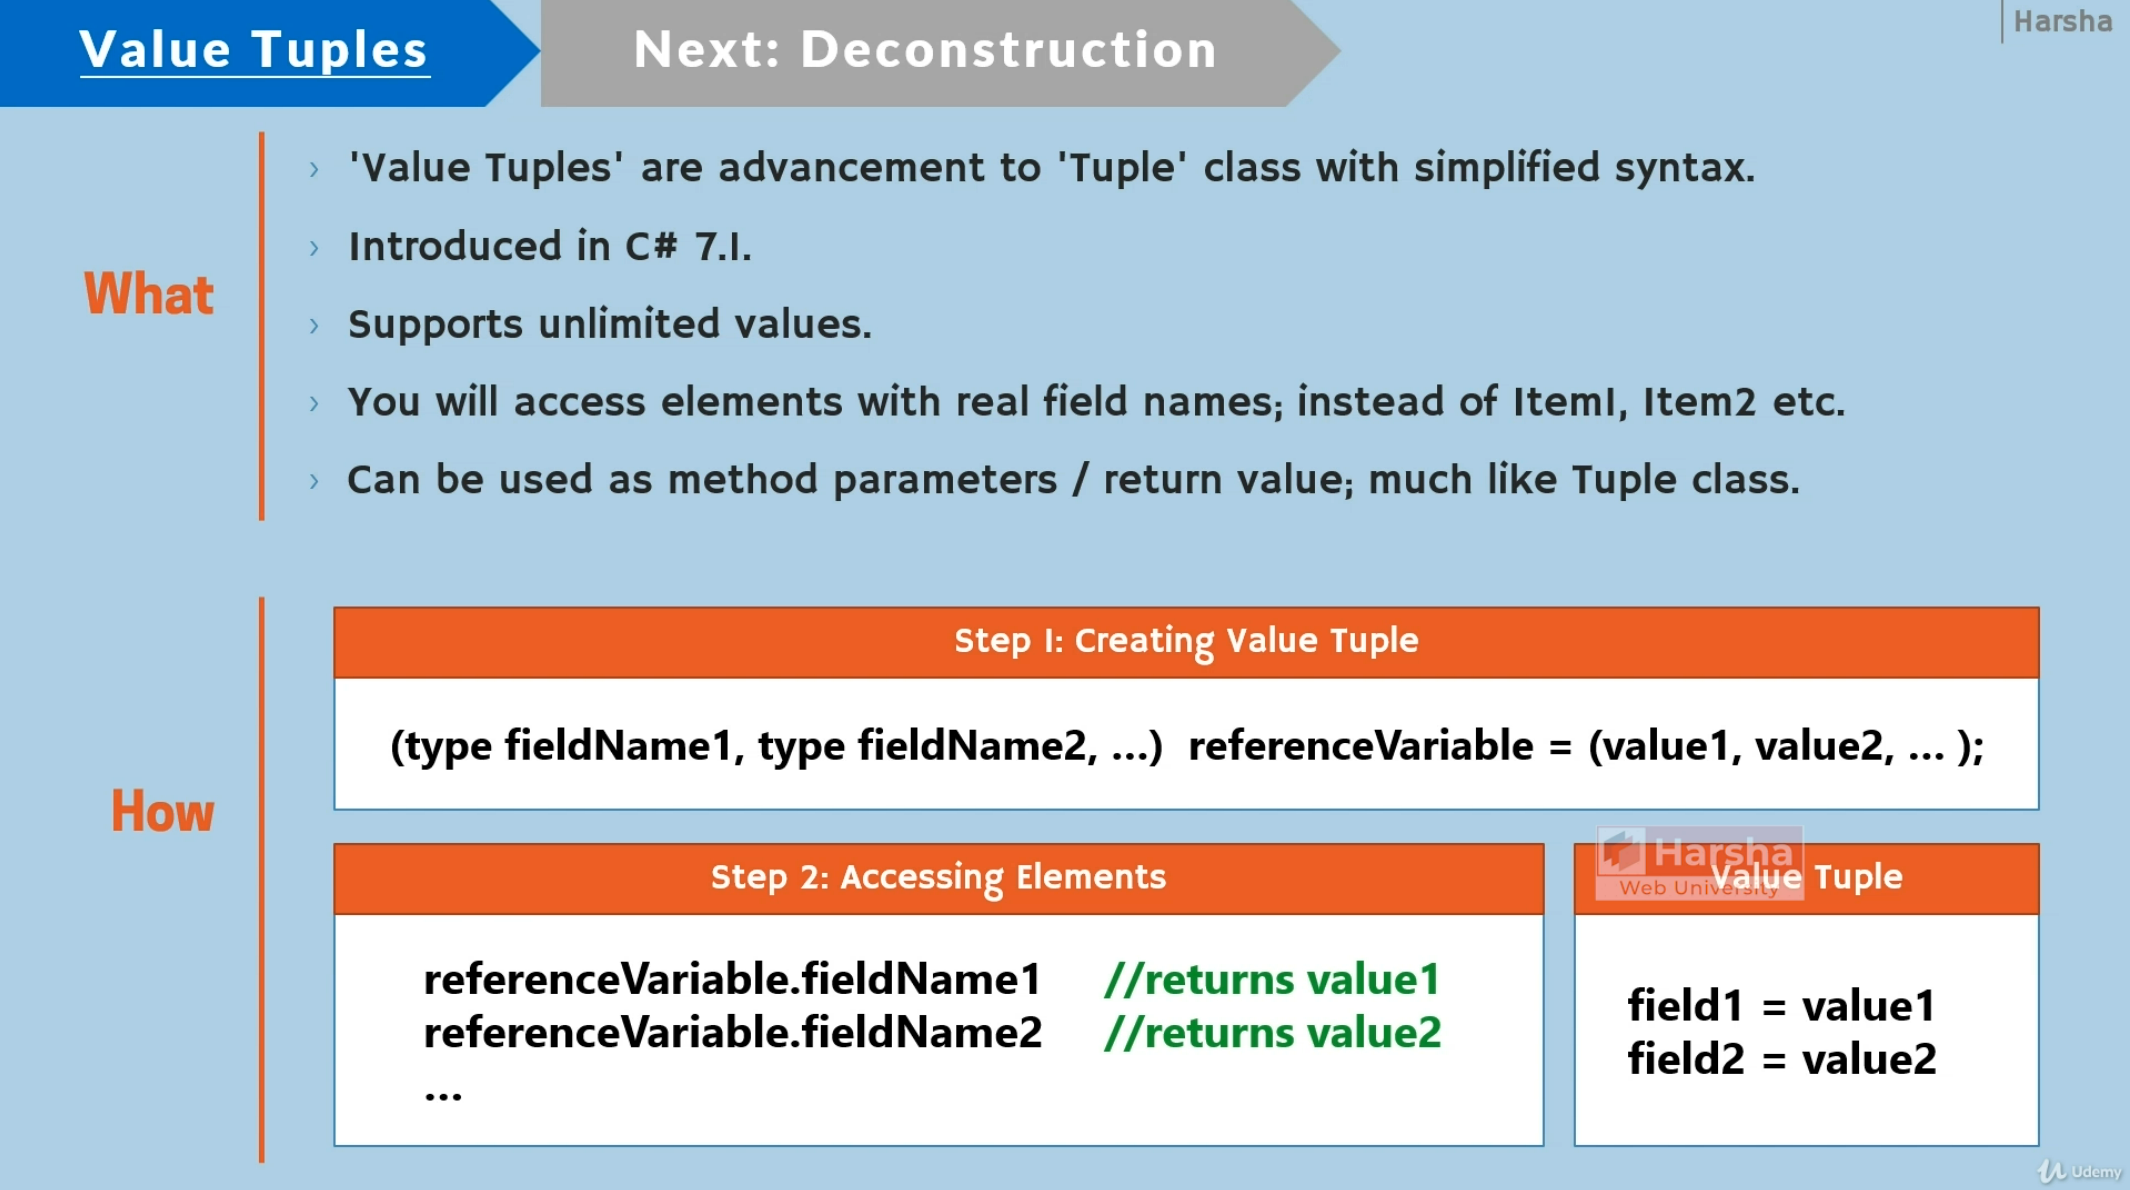 Value Tuples
Next: Deconstruction
Harsha
What
› 'Value Tuples' are advancement to 'Tuple' class with simplified syntax.
› Introduced in C# 7.1.
› Supports unlimited values.
› You will access elements with real field names; instead of Item1, Item2 etc.
› Can be used as method parameters / return value; much like Tuple class.
How
Step 1: Creating Value Tuple
(type fieldName1, type fieldName2, ...) referenceVariable = (value1, value2, ... );
Step 2: Accessing Elements
referenceVariable.fieldName1 //returns value1
referenceVariable.fieldName2 //returns value2
...
Harsha
Web University
Value Tuple
field1 = value1
field2 = value2
Udemy